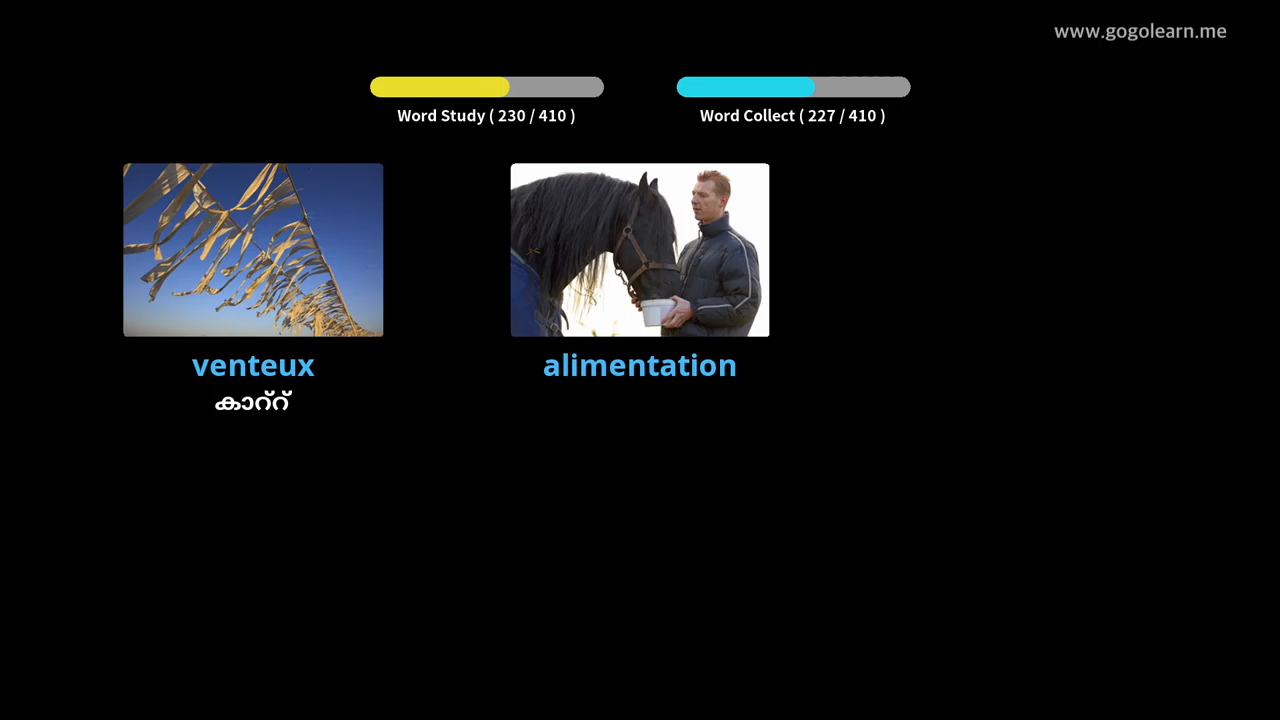 www.gogolearn.me
Word Study ( 230 / 410 )
Word Collect ( 227 / 410 )
venteux
alimentation
കാറ്റ്